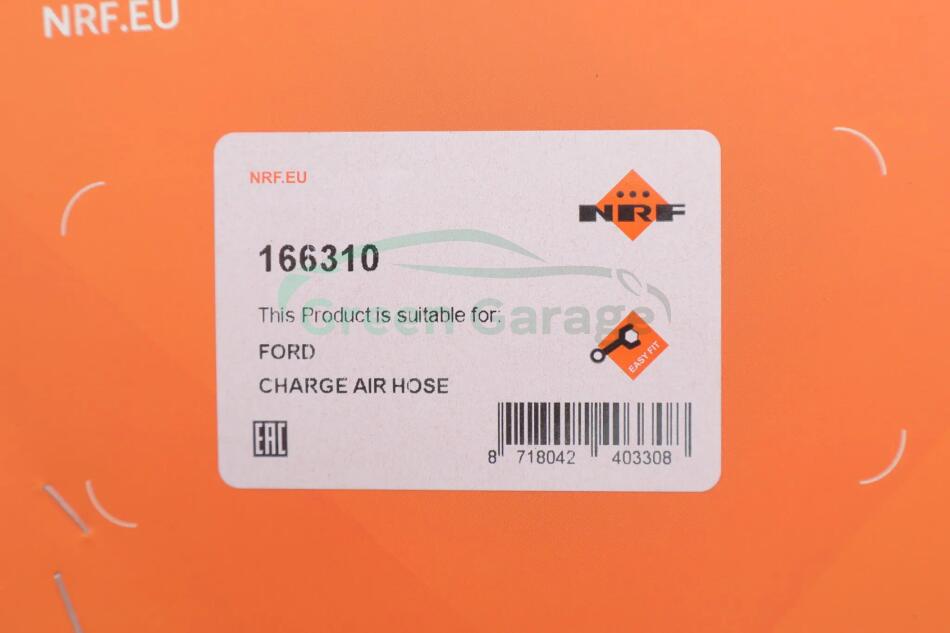 NRF.EU
NRF.EU
NRF
166310
This Product is suitable for:
Green Garage
FORD
EASY FIT
CHARGE AIR HOSE
EAC
8 718042 403308